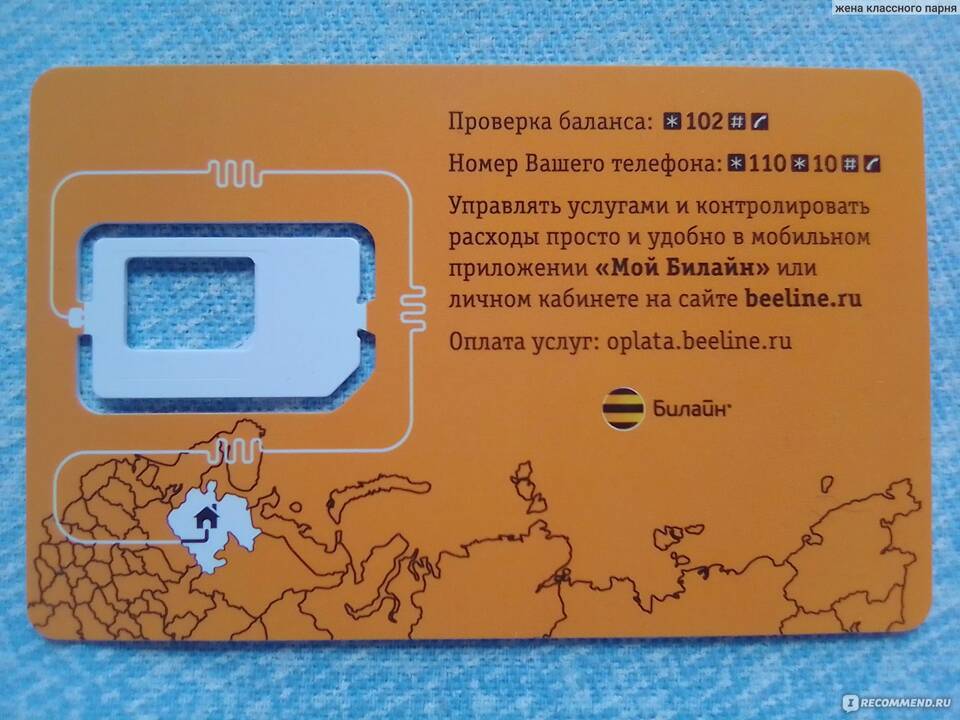 жена классного парня
Проверка баланса: *102#
Номер Вашего телефона: *110*10#
Управлять услугами и контролировать
расходы просто и удобно в мобильном
приложении «Мой Билайн» или
личном кабинете на сайте beeline.ru
Оплата услуг: oplata.beeline.ru
Билайн
IRECOMMEND.RU